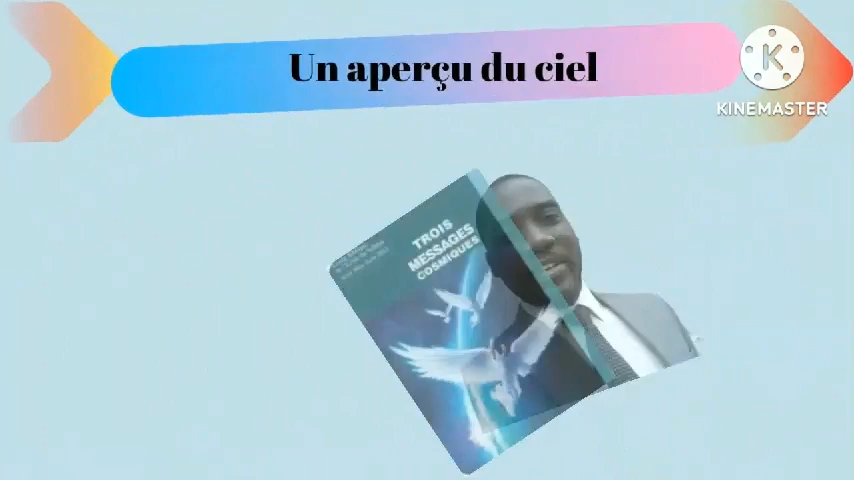 Un aperçu du ciel
K
KINEMASTER
TROIS
MESSAGES
COSMIQUES